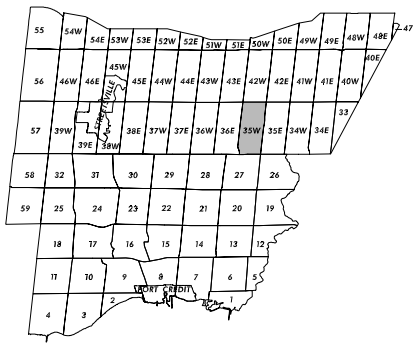 55 54W 54E 53W 53E 52W 52E 51W 51E 50W 50E 49W 49E 48W 48E 47
40E
45W
56 46W 46E 45E 44W 44E 43W 43E 42W 42E 41W 41E 40W
STREETSVILLE
33
57 39W 38E 37W 37E 36W 36E 35W 35E 34W 34E
39E 38W
58 32 31 30 29 28 27 26
59 25 24 23 22 21 20 19
18 17 16 15 14 13 12
11 10 9 8 7 6 5
PORT CREDIT
4 3 2 1